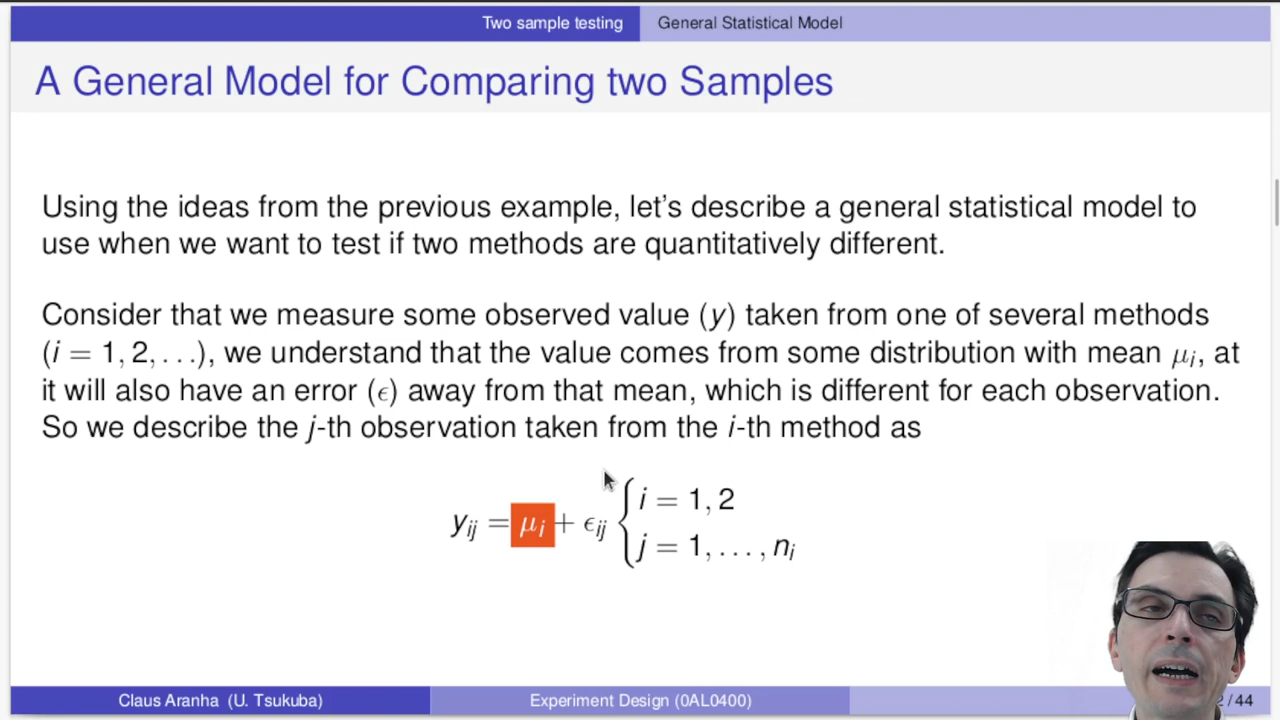 Two sample testing General Statistical Model
A General Model for Comparing two Samples
Using the ideas from the previous example, let's describe a general statistical model to
use when we want to test if two methods are quantitatively different.
Consider that we measure some observed value (y) taken from one of several methods
(i = 1, 2, . . .), we understand that the value comes from some distribution with mean μi, at
it will also have an error (ϵ) away from that mean, which is different for each observation.
So we describe the j-th observation taken from the i-th method as
yij = μi + ϵij { i = 1, 2
j = 1, . . . , ni
Claus Aranha (U. Tsukuba) Experiment Design (0AL0400) / 44